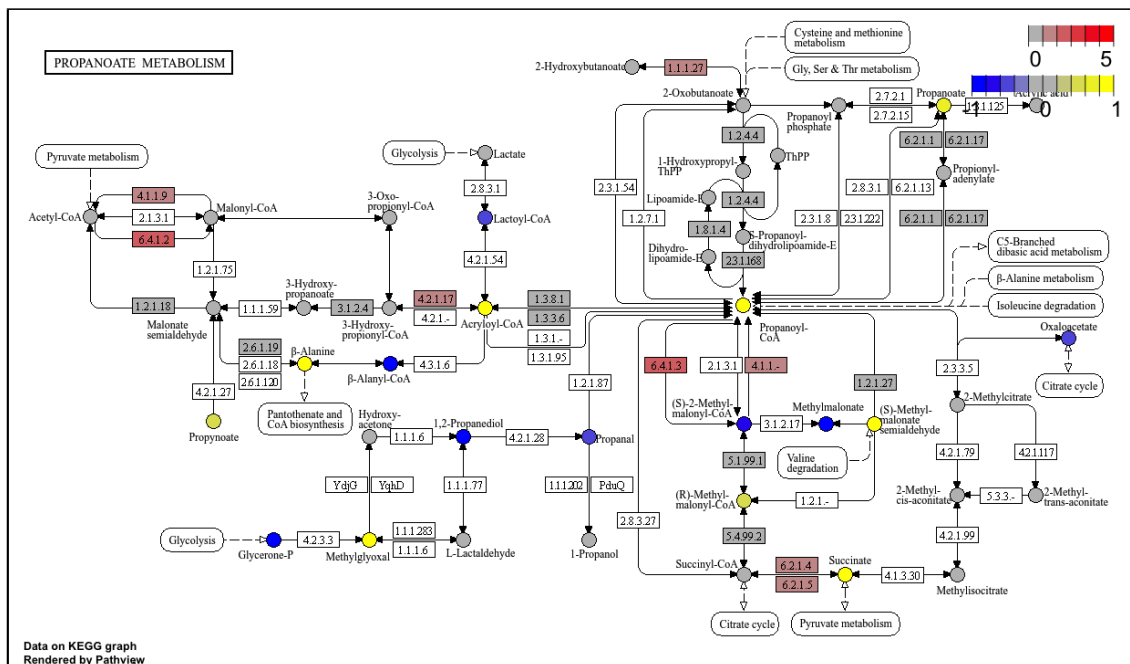 PROPANOATE METABOLISM
Cysteine and methionine
metabolism
Gly, Ser & Thr metabolism
0
5
-1
0
1
2-Hydroxybutanoate
1.1.1.27
2-Oxobutanoate
Propanoyl
phosphate
2.7.2.1
2.7.2.15
Propanoate
Acrylic acid
1.2.4.4
6.2.1.1
6.2.1.17
ThPP
1-Hydroxypropyl-
ThPP
Propionyl-
adenylate
2.3.1.54
1.2.7.1
1.2.4.4
1.8.1.4
S-Propanoyl-
dihydrolipoamide-E
Dihydro-
lipoamide-E
2.3.1.168
2.3.1.8
2.3.1.222
2.8.3.1
6.2.1.13
6.2.1.1
6.2.1.17
C5-Branched
dibasic acid metabolism
β-Alanine metabolism
Isoleucine degradation
Pyruvate metabolism
Glycolysis
Lactate
2.8.3.1
Lactoyl-CoA
4.2.1.54
Acetyl-CoA
4.1.1.9
2.1.3.1
6.4.1.2
Malonyl-CoA
3-Oxo-
propionyl-CoA
1.2.1.75
1.2.1.18
Malonate
semialdehyde
1.1.1.59
3-Hydroxy-
propanoate
3.1.2.4
3-Hydroxy-
propionyl-CoA
4.2.1.17
4.2.1.-
Acryloyl-CoA
1.3.8.1
1.3.3.6
1.3.1.-
1.3.1.95
Propanoyl-
CoA
2.6.1.19
2.6.1.18
2.6.1.120
β-Alanine
β-Alanyl-CoA
4.3.1.6
4.2.1.27
Propynoate
Pantothenate and
CoA biosynthesis
1.2.1.87
6.4.1.3
2.1.3.1
4.1.1.-
1.2.1.27
2.3.3.5
Oxaloacetate
Citrate cycle
Hydroxy-
acetone
1.1.1.6
1,2-Propanediol
4.2.1.28
Propanal
(S)-2-Methyl-
malonyl-CoA
3.1.2.17
Methylmalonate
(S)-Methyl-
malonate
semialdehyde
2-Methylcitrate
YdjG
YqhD
1.1.1.77
1.1.1.202
PduQ
5.1.99.1
Valine
degradation
4.2.1.79
4.2.1.117
(R)-Methyl-
malonyl-CoA
1.2.1.-
2-Methyl-
cis-aconitate
5.3.3.-
2-Methyl-
trans-aconitate
Glycolysis
Glycerone-P
4.2.3.3
Methylglyoxal
1.1.1.283
1.1.1.6
L-Lactaldehyde
1-Propanol
2.8.3.27
5.4.99.2
4.2.1.99
Succinyl-CoA
6.2.1.4
6.2.1.5
Succinate
4.1.3.30
Methylisocitrate
Citrate cycle
Pyruvate metabolism
Data on KEGG graph
Rendered by Pathview